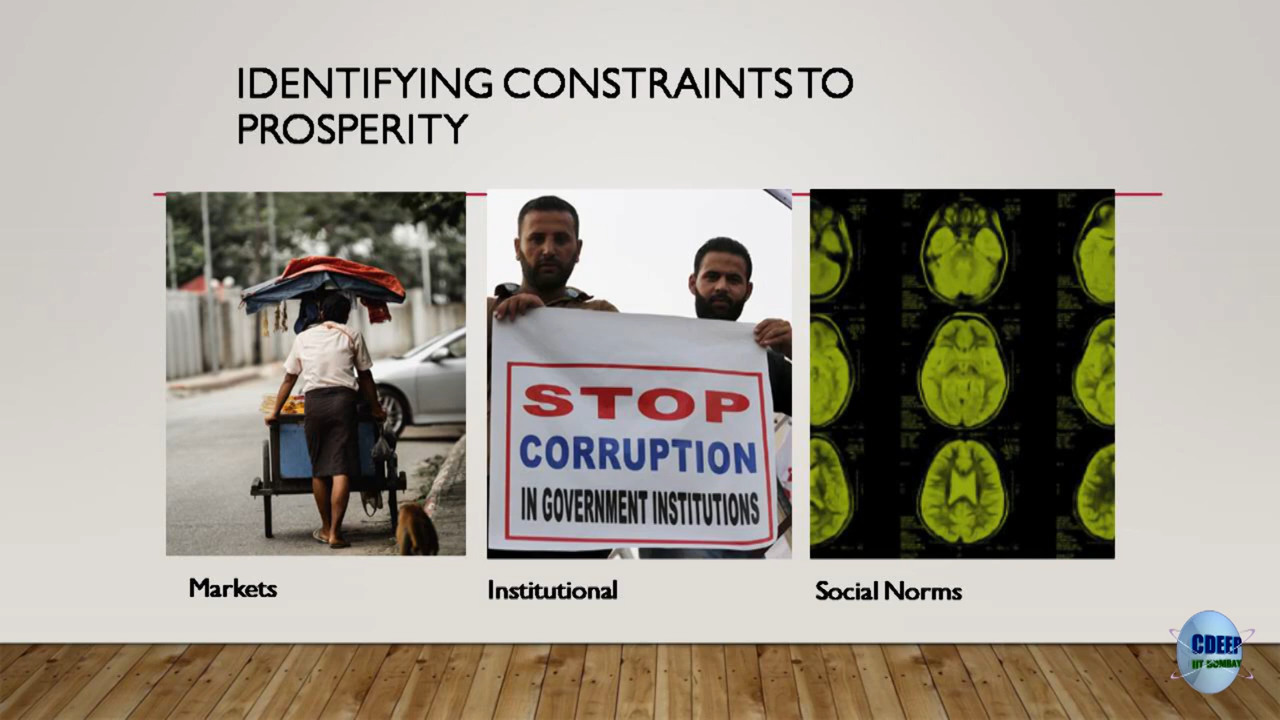 IDENTIFYING CONSTRAINTS TO
PROSPERITY
STOP
CORRUPTION
IN GOVERNMENT INSTITUTIONS
Markets
Institutional
Social Norms
CDEEP
IIT BOMBAY